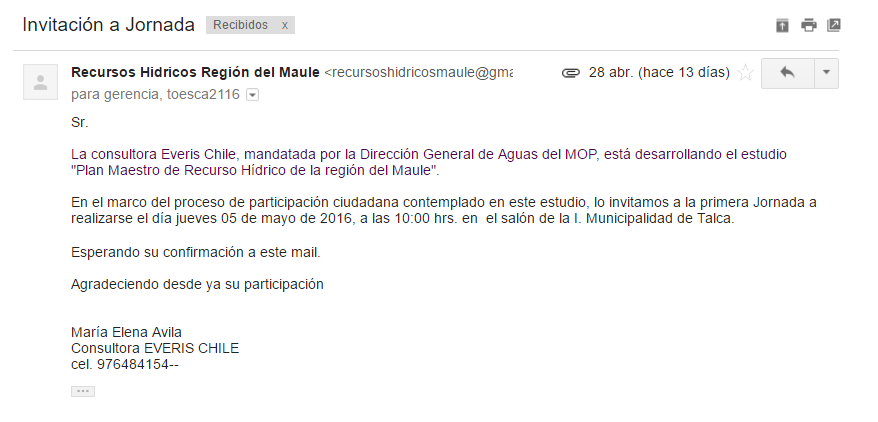 Invitación a Jornada Recibidos x
Recursos Hidricos Región del Maule <recursoshidricosmaule@gma
28 abr. (hace 13 días)
para gerencia, toesca2116
Sr.
La consultora Everis Chile, mandatada por la Dirección General de Aguas del MOP, está desarrollando el estudio
"Plan Maestro de Recurso Hídrico de la región del Maule".
En el marco del proceso de participación ciudadana contemplado en este estudio, lo invitamos a la primera Jornada a
realizarse el día jueves 05 de mayo de 2016, a las 10:00 hrs. en el salón de la I. Municipalidad de Talca.
Esperando su confirmación a este mail.
Agradeciendo desde ya su participación
María Elena Avila
Consultora EVERIS CHILE
cel. 976484154--